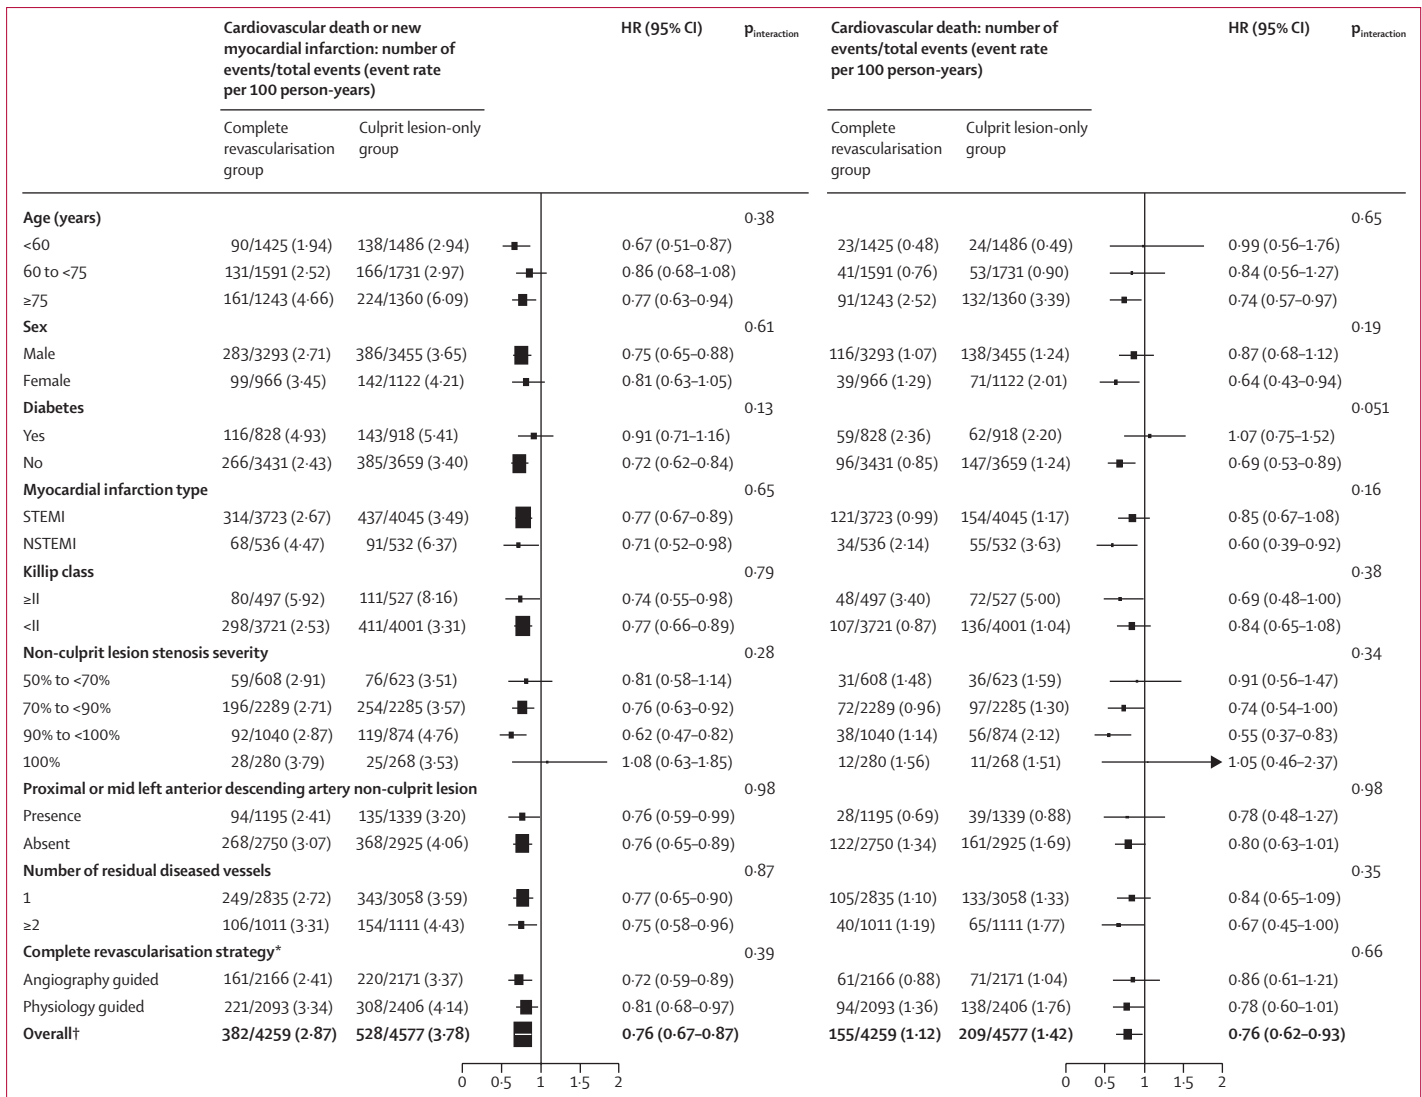 Cardiovascular death or new
myocardial infarction: number of
events/total events (event rate
per 100 person-years)
HR (95% CI)
pinteraction
Cardiovascular death: number of
events/total events (event rate
per 100 person-years)
HR (95% CI)
pinteraction
Complete
revascularisation
group
Culprit lesion-only
group
Complete
revascularisation
group
Culprit lesion-only
group
Age (years) 0·38 0·65
<60 90/1425 (1·94) 138/1486 (2·94) 0·67 (0·51–0·87) 23/1425 (0·48) 24/1486 (0·49) 0·99 (0·56–1·76)
60 to <75 131/1591 (2·52) 166/1731 (2·97) 0·86 (0·68–1·08) 41/1591 (0·76) 53/1731 (0·90) 0·84 (0·56–1·27)
≥75 161/1243 (4·66) 224/1360 (6·09) 0·77 (0·63–0·94) 91/1243 (2·52) 132/1360 (3·39) 0·74 (0·57–0·97)
Sex 0·61 0·19
Male 283/3293 (2·71) 386/3455 (3·65) 0·75 (0·65–0·88) 116/3293 (1·07) 138/3455 (1·24) 0·87 (0·68–1·12)
Female 99/966 (3·45) 142/1122 (4·21) 0·81 (0·63–1·05) 39/966 (1·29) 71/1122 (2·01) 0·64 (0·43–0·94)
Diabetes 0·13 0·051
Yes 116/828 (4·93) 143/918 (5·41) 0·91 (0·71–1·16) 59/828 (2·36) 62/918 (2·20) 1·07 (0·75–1·52)
No 266/3431 (2·43) 385/3659 (3·40) 0·72 (0·62–0·84) 96/3431 (0·85) 147/3659 (1·24) 0·69 (0·53–0·89)
Myocardial infarction type 0·65 0·16
STEMI 314/3723 (2·67) 437/4045 (3·49) 0·77 (0·67–0·89) 121/3723 (0·99) 154/4045 (1·17) 0·85 (0·67–1·08)
NSTEMI 68/536 (4·47) 91/532 (6·37) 0·71 (0·52–0·98) 34/536 (2·14) 55/532 (3·63) 0·60 (0·39–0·92)
Killip class 0·79 0·38
≥II 80/497 (5·92) 111/527 (8·16) 0·74 (0·55–0·98) 48/497 (3·40) 72/527 (5·00) 0·69 (0·48–1·00)
<II 298/3721 (2·53) 411/4001 (3·31) 0·77 (0·66–0·89) 107/3721 (0·87) 136/4001 (1·04) 0·84 (0·65–1·08)
Non-culprit lesion stenosis severity 0·28 0·34
50% to <70% 59/608 (2·91) 76/623 (3·51) 0·81 (0·58–1·14) 31/608 (1·48) 36/623 (1·59) 0·91 (0·56–1·47)
70% to <90% 196/2289 (2·71) 254/2285 (3·57) 0·76 (0·63–0·92) 72/2289 (0·96) 97/2285 (1·30) 0·74 (0·54–1·00)
90% to <100% 92/1040 (2·87) 119/874 (4·76) 0·62 (0·47–0·82) 38/1040 (1·14) 56/874 (2·12) 0·55 (0·37–0·83)
100% 28/280 (3·79) 25/268 (3·53) 1·08 (0·63–1·85) 12/280 (1·56) 11/268 (1·51) 1·05 (0·46–2·37)
Proximal or mid left anterior descending artery non-culprit lesion 0·98 0·98
Presence 94/1195 (2·41) 135/1339 (3·20) 0·76 (0·59–0·99) 28/1195 (0·69) 39/1339 (0·88) 0·78 (0·48–1·27)
Absent 268/2750 (3·07) 368/2925 (4·06) 0·76 (0·65–0·89) 122/2750 (1·34) 161/2925 (1·69) 0·80 (0·63–1·01)
Number of residual diseased vessels 0·87 0·35
1 249/2835 (2·72) 343/3058 (3·59) 0·77 (0·65–0·90) 105/2835 (1·10) 133/3058 (1·33) 0·84 (0·65–1·09)
≥2 106/1011 (3·31) 154/1111 (4·43) 0·75 (0·58–0·96) 40/1011 (1·19) 65/1111 (1·77) 0·67 (0·45–1·00)
Complete revascularisation strategy* 0·39 0·66
Angiography guided 161/2166 (2·41) 220/2171 (3·37) 0·72 (0·59–0·89) 61/2166 (0·88) 71/2171 (1·04) 0·86 (0·61–1·21)
Physiology guided 221/2093 (3·34) 308/2406 (4·14) 0·81 (0·68–0·97) 94/2093 (1·36) 138/2406 (1·76) 0·78 (0·60–1·01)
Overall† 382/4259 (2·87) 528/4577 (3·78) 0·76 (0·67–0·87) 155/4259 (1·12) 209/4577 (1·42) 0·76 (0·62–0·93)
0 0·5 1 1·5 2 0 0·5 1 1·5 2